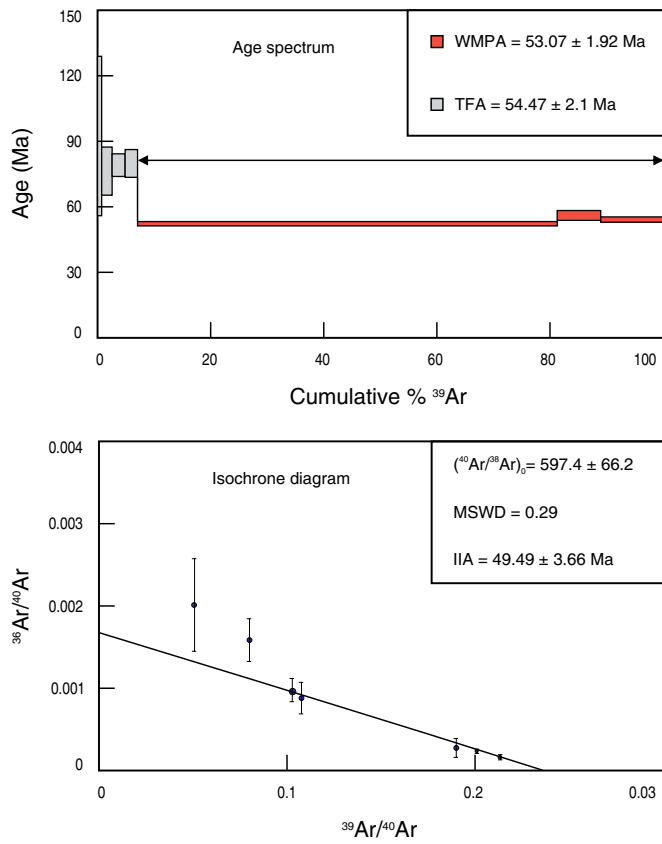 150
120
90
60
30
0
Age (Ma)
Age spectrum
WMPA = 53.07 ± 1.92 Ma
TFA = 54.47 ± 2.1 Ma
0 20 40 60 80 100
Cumulative % ³⁹Ar
0.004
0.003
0.002
0.001
0
³⁶Ar/⁴⁰Ar
Isochrone diagram
(⁴⁰Ar/³⁸Ar)₀= 597.4 ± 66.2
MSWD = 0.29
IIA = 49.49 ± 3.66 Ma
0 0.1 0.2 0.03
³⁹Ar/⁴⁰Ar